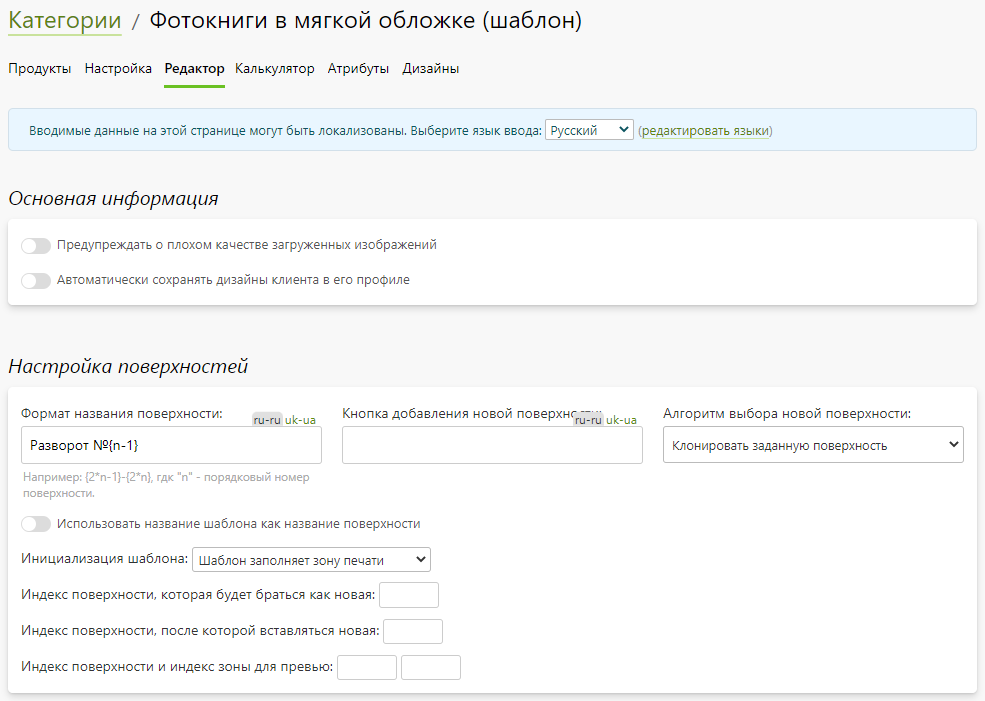 Категории / Фотокниги в мягкой обложке (шаблон)
Продукты Настройка Редактор Калькулятор Атрибуты Дизайны
Вводимые данные на этой странице могут быть локализованы. Выберите язык ввода: Русский (редактировать языки)
Основная информация
Предупреждать о плохом качестве загруженных изображений
Автоматически сохранять дизайны клиента в его профиле
Настройка поверхностей
Формат названия поверхности: ru-ru uk-ua
Кнопка добавления новой поверхности: ru-ru uk-ua
Алгоритм выбора новой поверхности:
Разворот №{n-1}
Клонировать заданную поверхность
Например: {2*n-1}-{2*n}, гдк "n" - порядковый номер
поверхности.
Использовать название шаблона как название поверхности
Инициализация шаблона: Шаблон заполняет зону печати
Индекс поверхности, которая будет браться как новая:
Индекс поверхности, после которой вставляться новая:
Индекс поверхности и индекс зоны для превью: